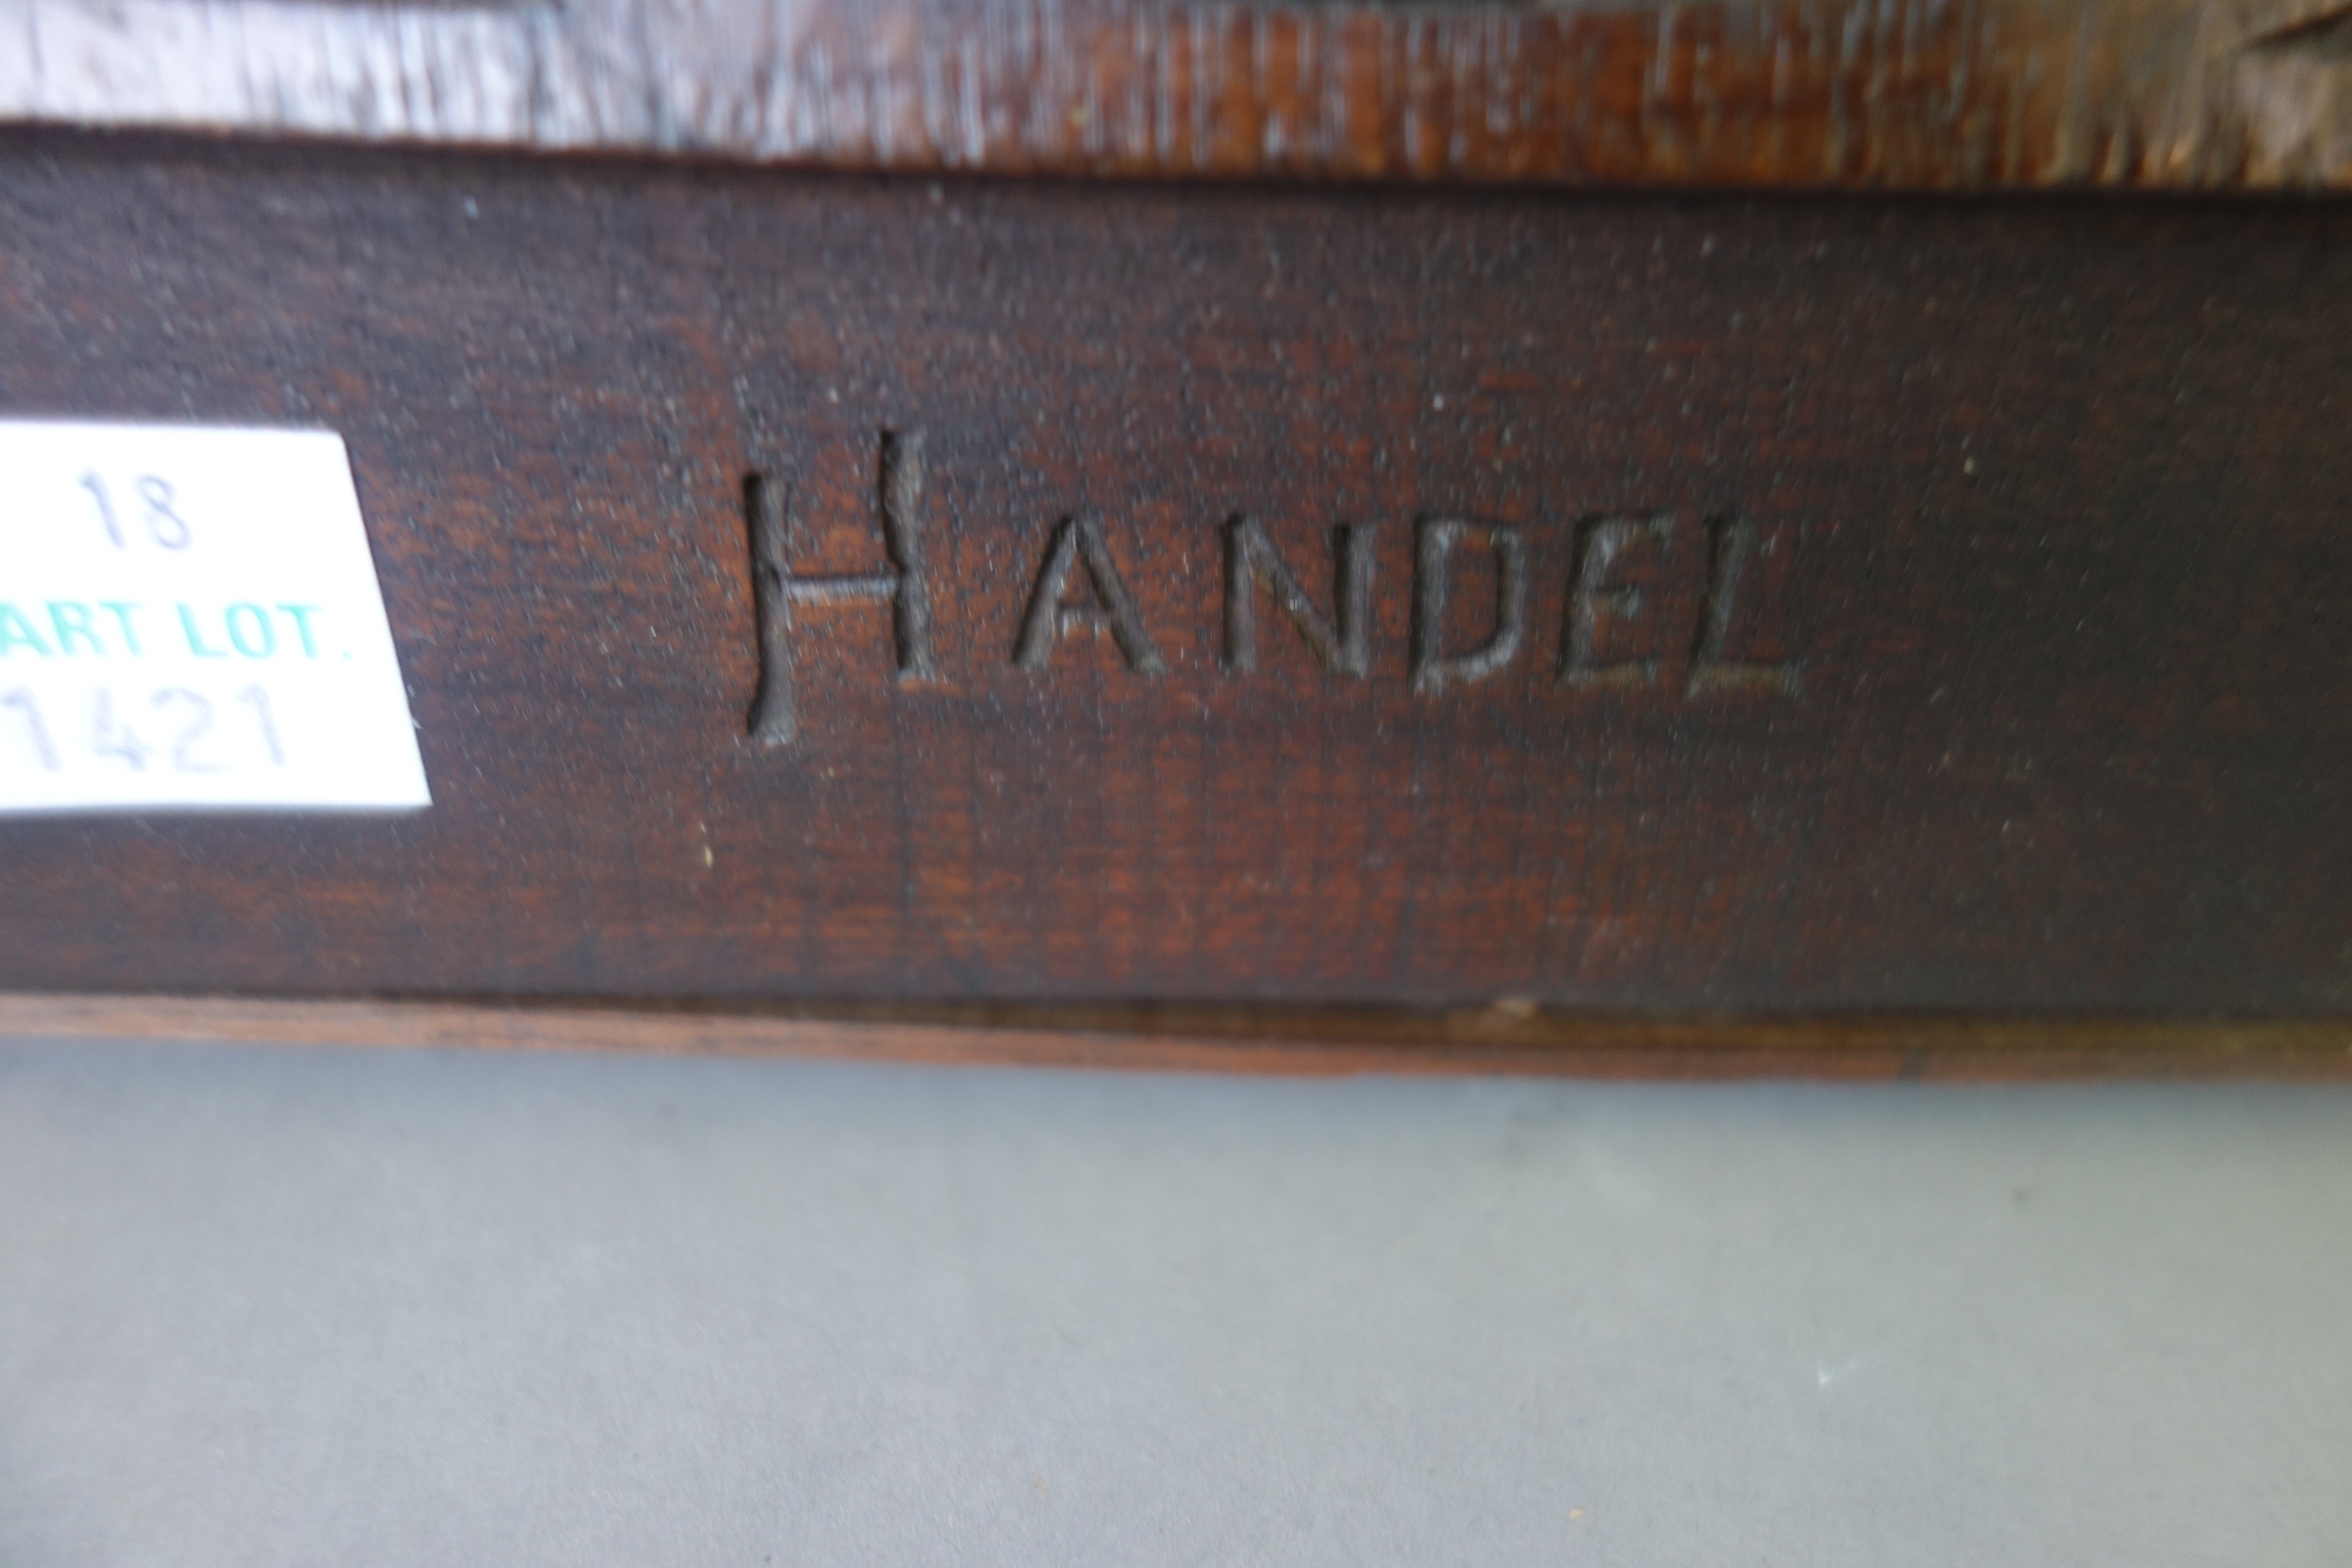 18
ART LOT.
1421
HANDEL